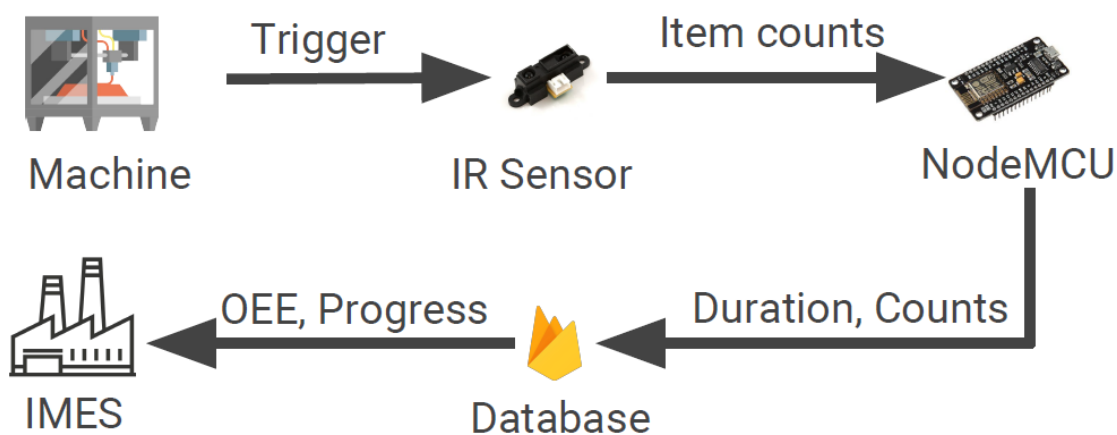 Trigger
Item counts
Machine
IR Sensor
NodeMCU
OEE, Progress
Duration, Counts
IMES
Database